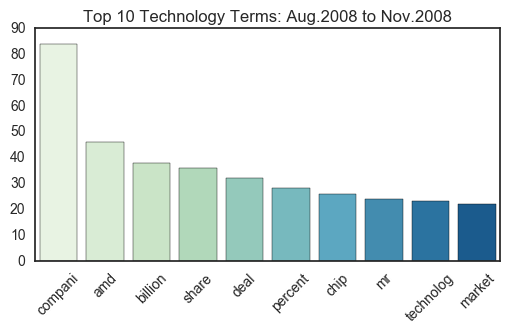 Top 10 Technology Terms: Aug.2008 to Nov.2008
90
80
70
60
50
40
30
20
10
0
compani
amd
billion
share
deal
percent
chip
mr
technolog
market